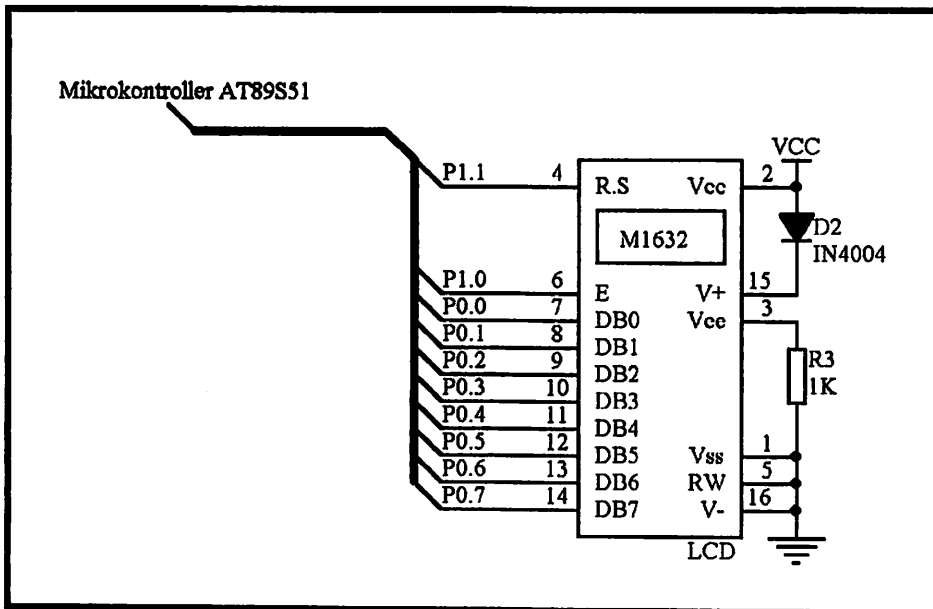 Mikrokontroller AT89S51
VCC
P1.1 4 R.S Vcc 2
M1632
D2
IN4004
P1.0 6 E V+ 15
P0.0 7 DB0 Vee 3
P0.1 8 DB1
P0.2 9 DB2
P0.3 10 DB3
R3
1K
P0.4 11 DB4
P0.5 12 DB5 Vss 1
P0.6 13 DB6 RW 5
P0.7 14 DB7 V- 16
LCD